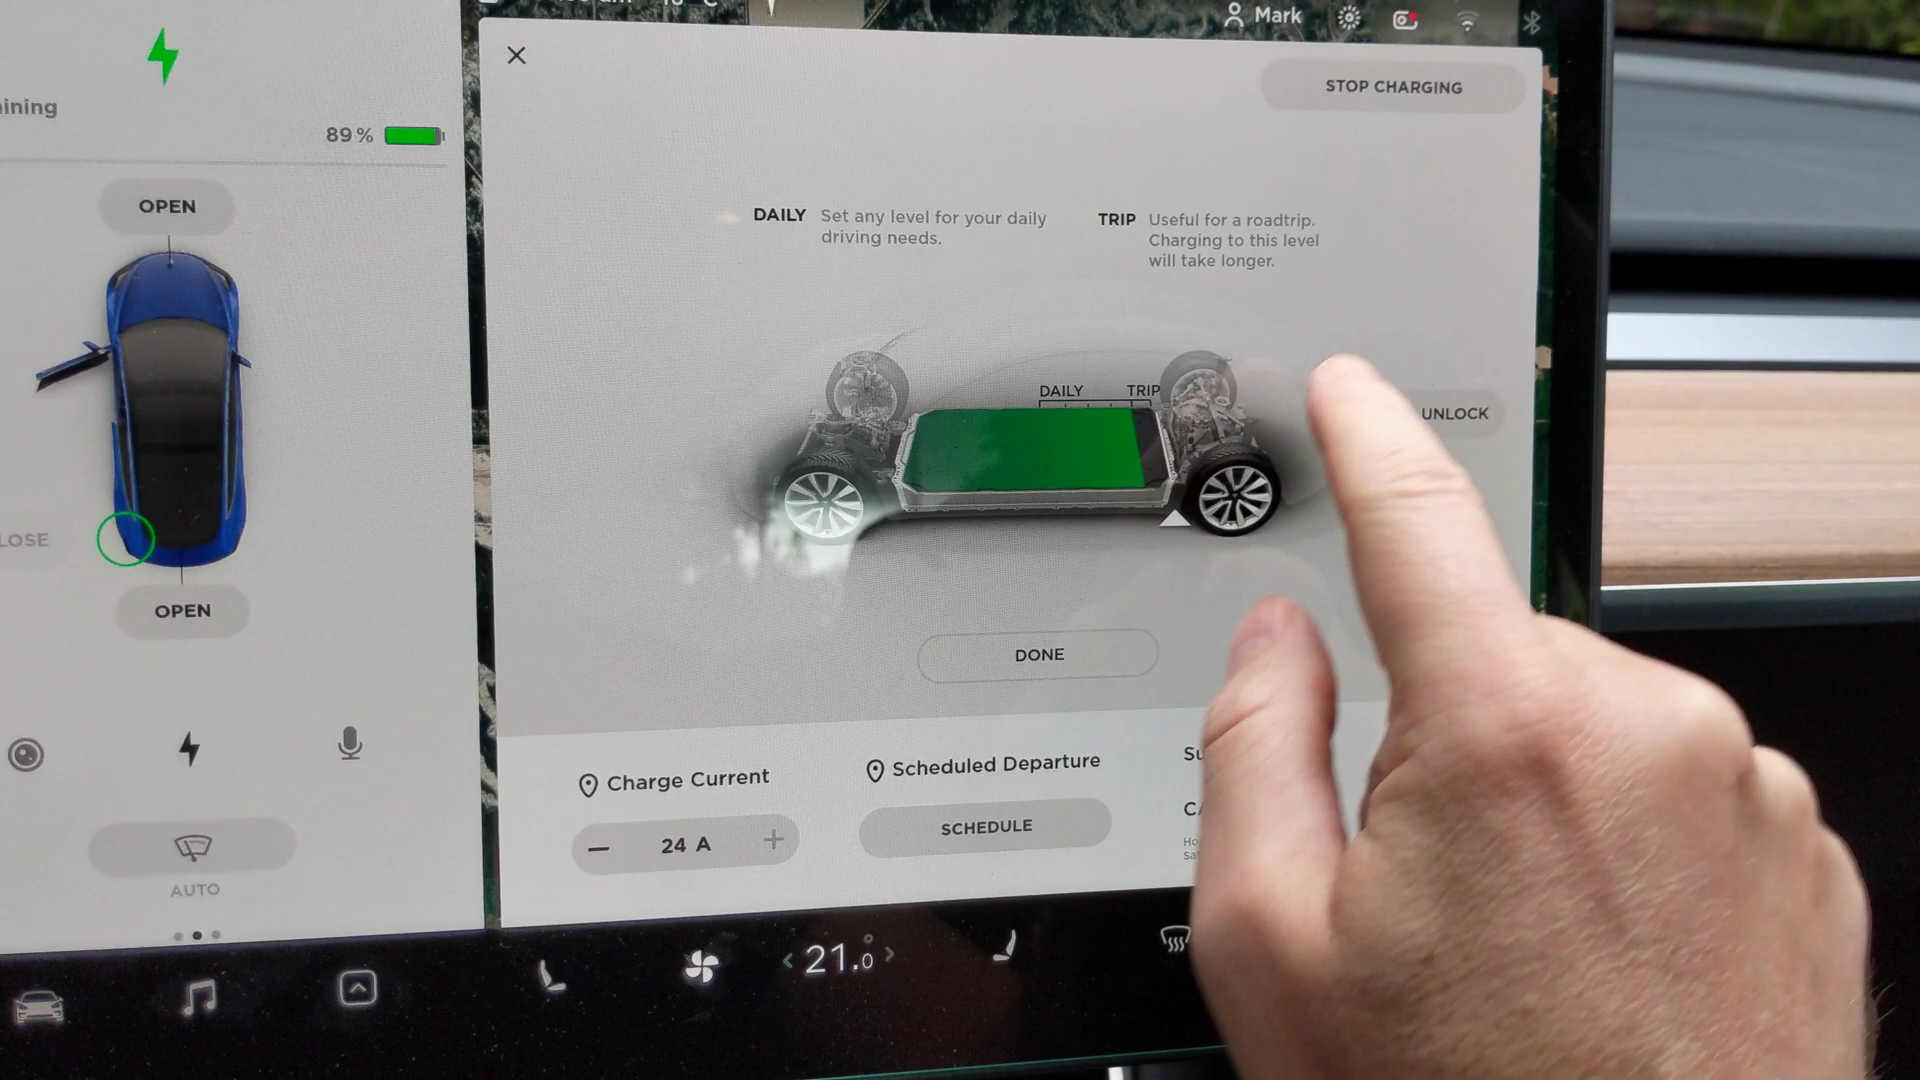 Mark
STOP CHARGING
89 %
OPEN
DAILY Set any level for your daily
driving needs.
TRIP Useful for a roadtrip.
Charging to this level
will take longer.
DAILY TRIP
UNLOCK
OPEN
DONE
Charge Current
24 A
Scheduled Departure
SCHEDULE
AUTO
21.0